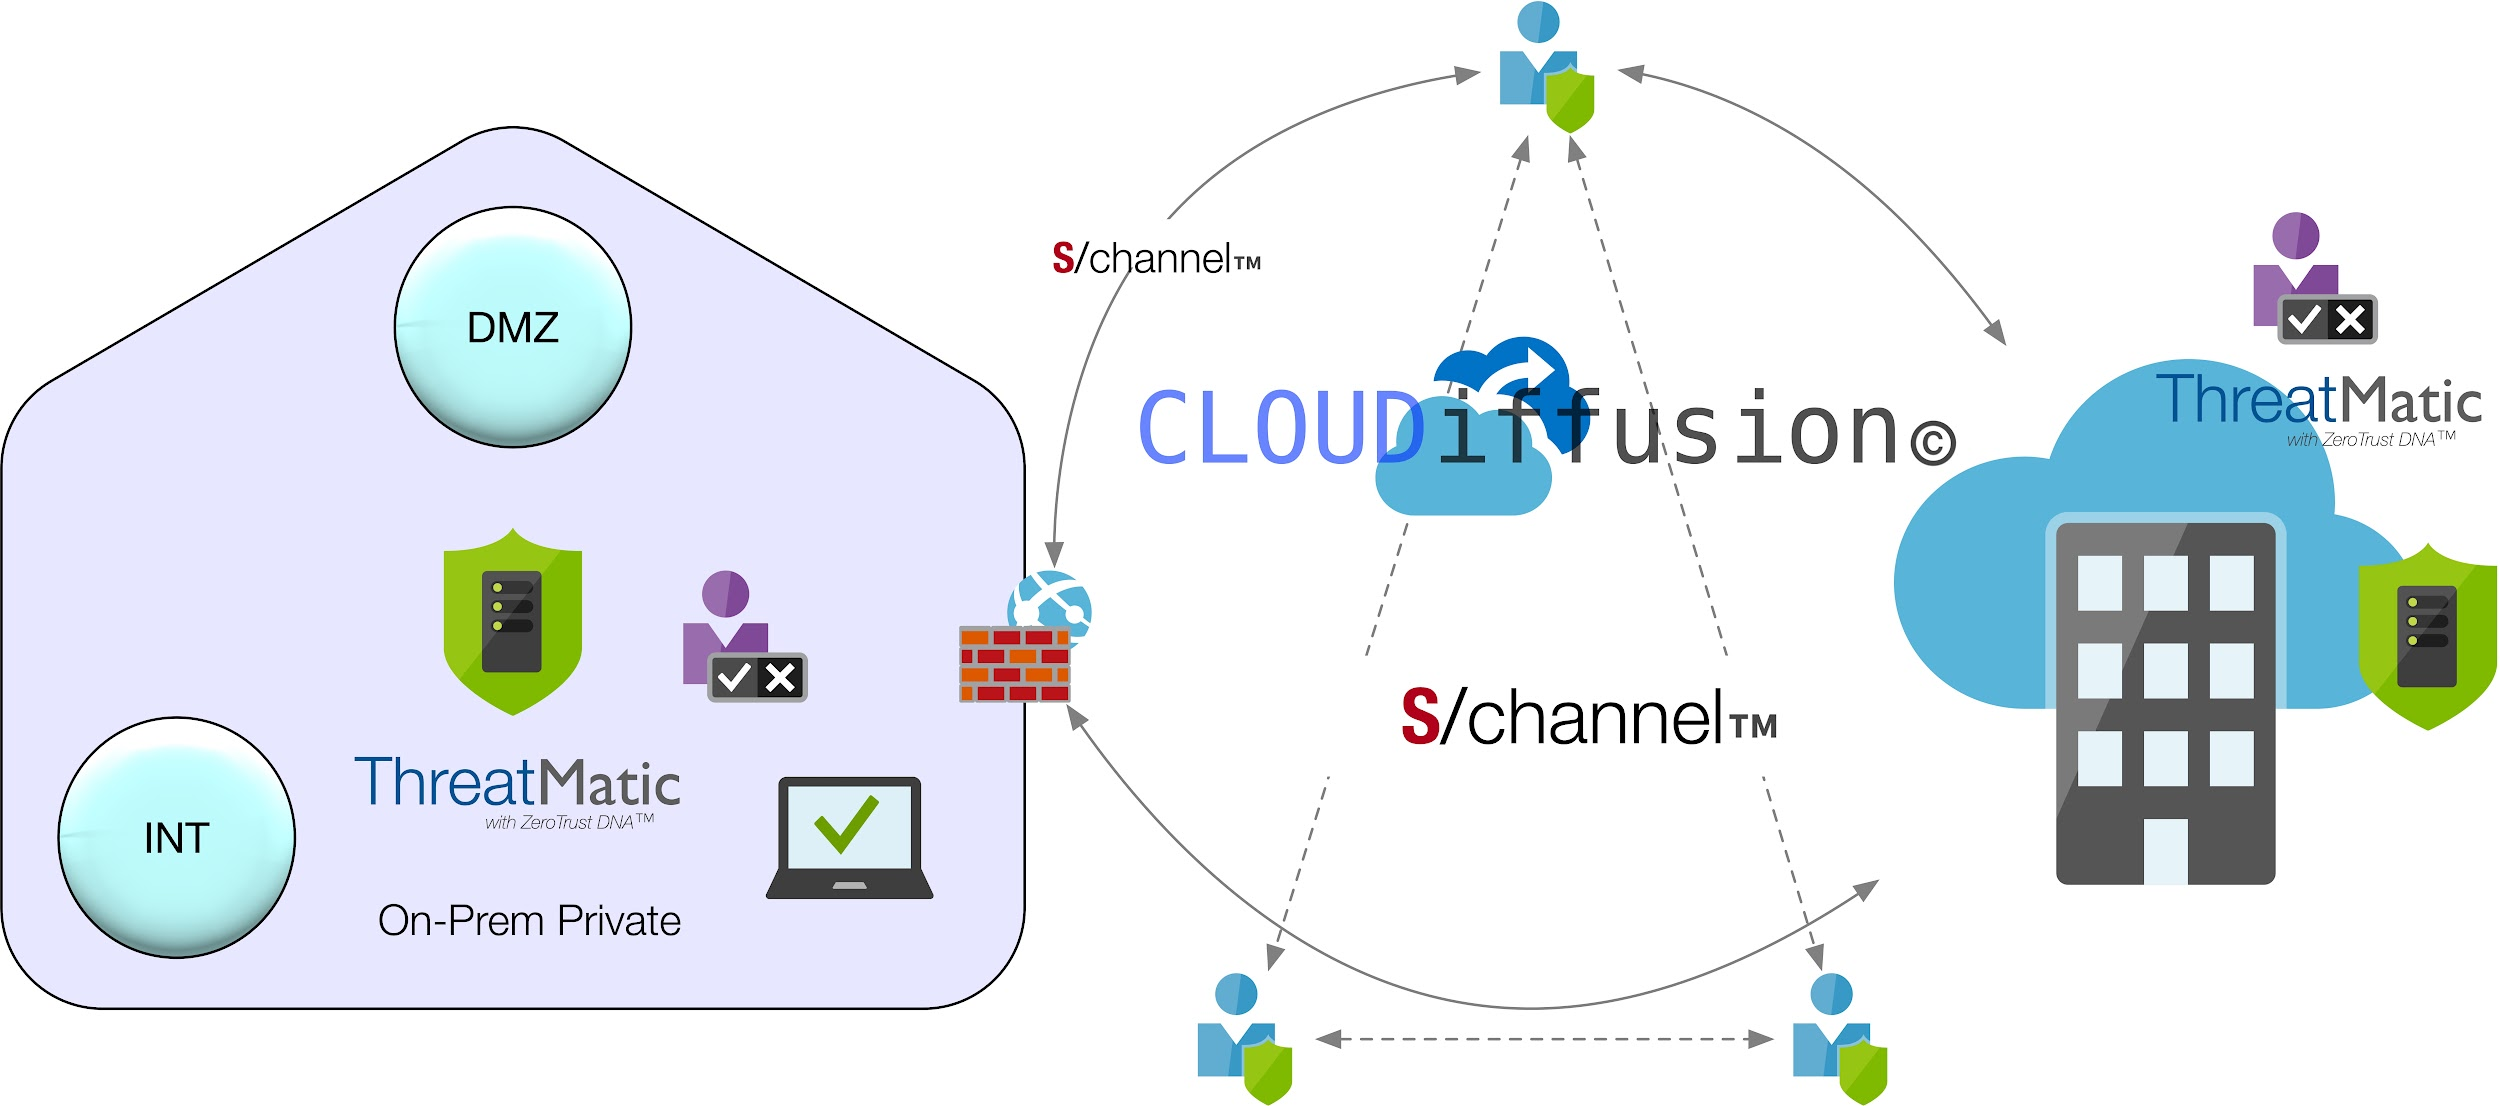 DMZ
S/channel™
CLOUDiffusion©
ThreatMatic
with ZeroTrust DNA™
S/channel™
ThreatMatic
with ZeroTrust DNA™
INT
On-Prem Private